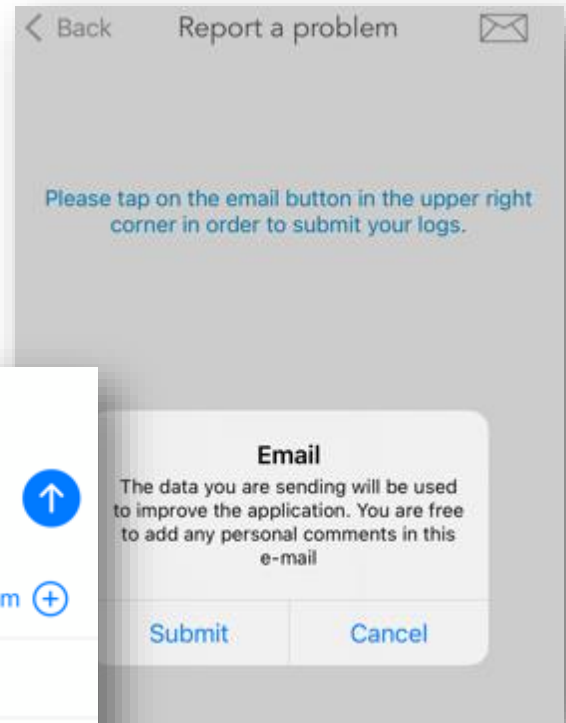 Back Report a problem
Please tap on the email button in the upper right
corner in order to submit your logs.
Email
The data you are sending will be used
to improve the application. You are free
to add any personal comments in this
e-mail
m
Submit Cancel